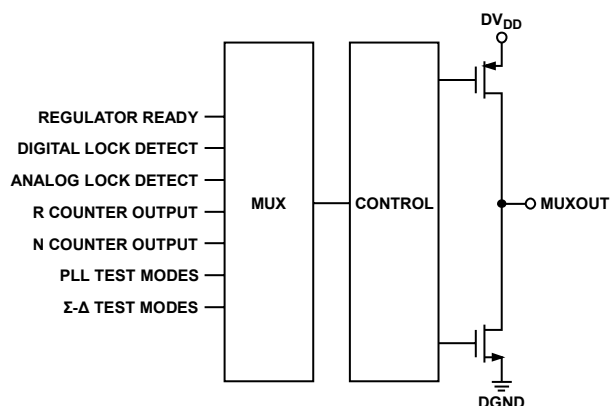 DVDD
REGULATOR READY
DIGITAL LOCK DETECT
ANALOG LOCK DETECT
R COUNTER OUTPUT
N COUNTER OUTPUT
PLL TEST MODES
Σ-Δ TEST MODES
MUX
CONTROL
MUXOUT
DGND